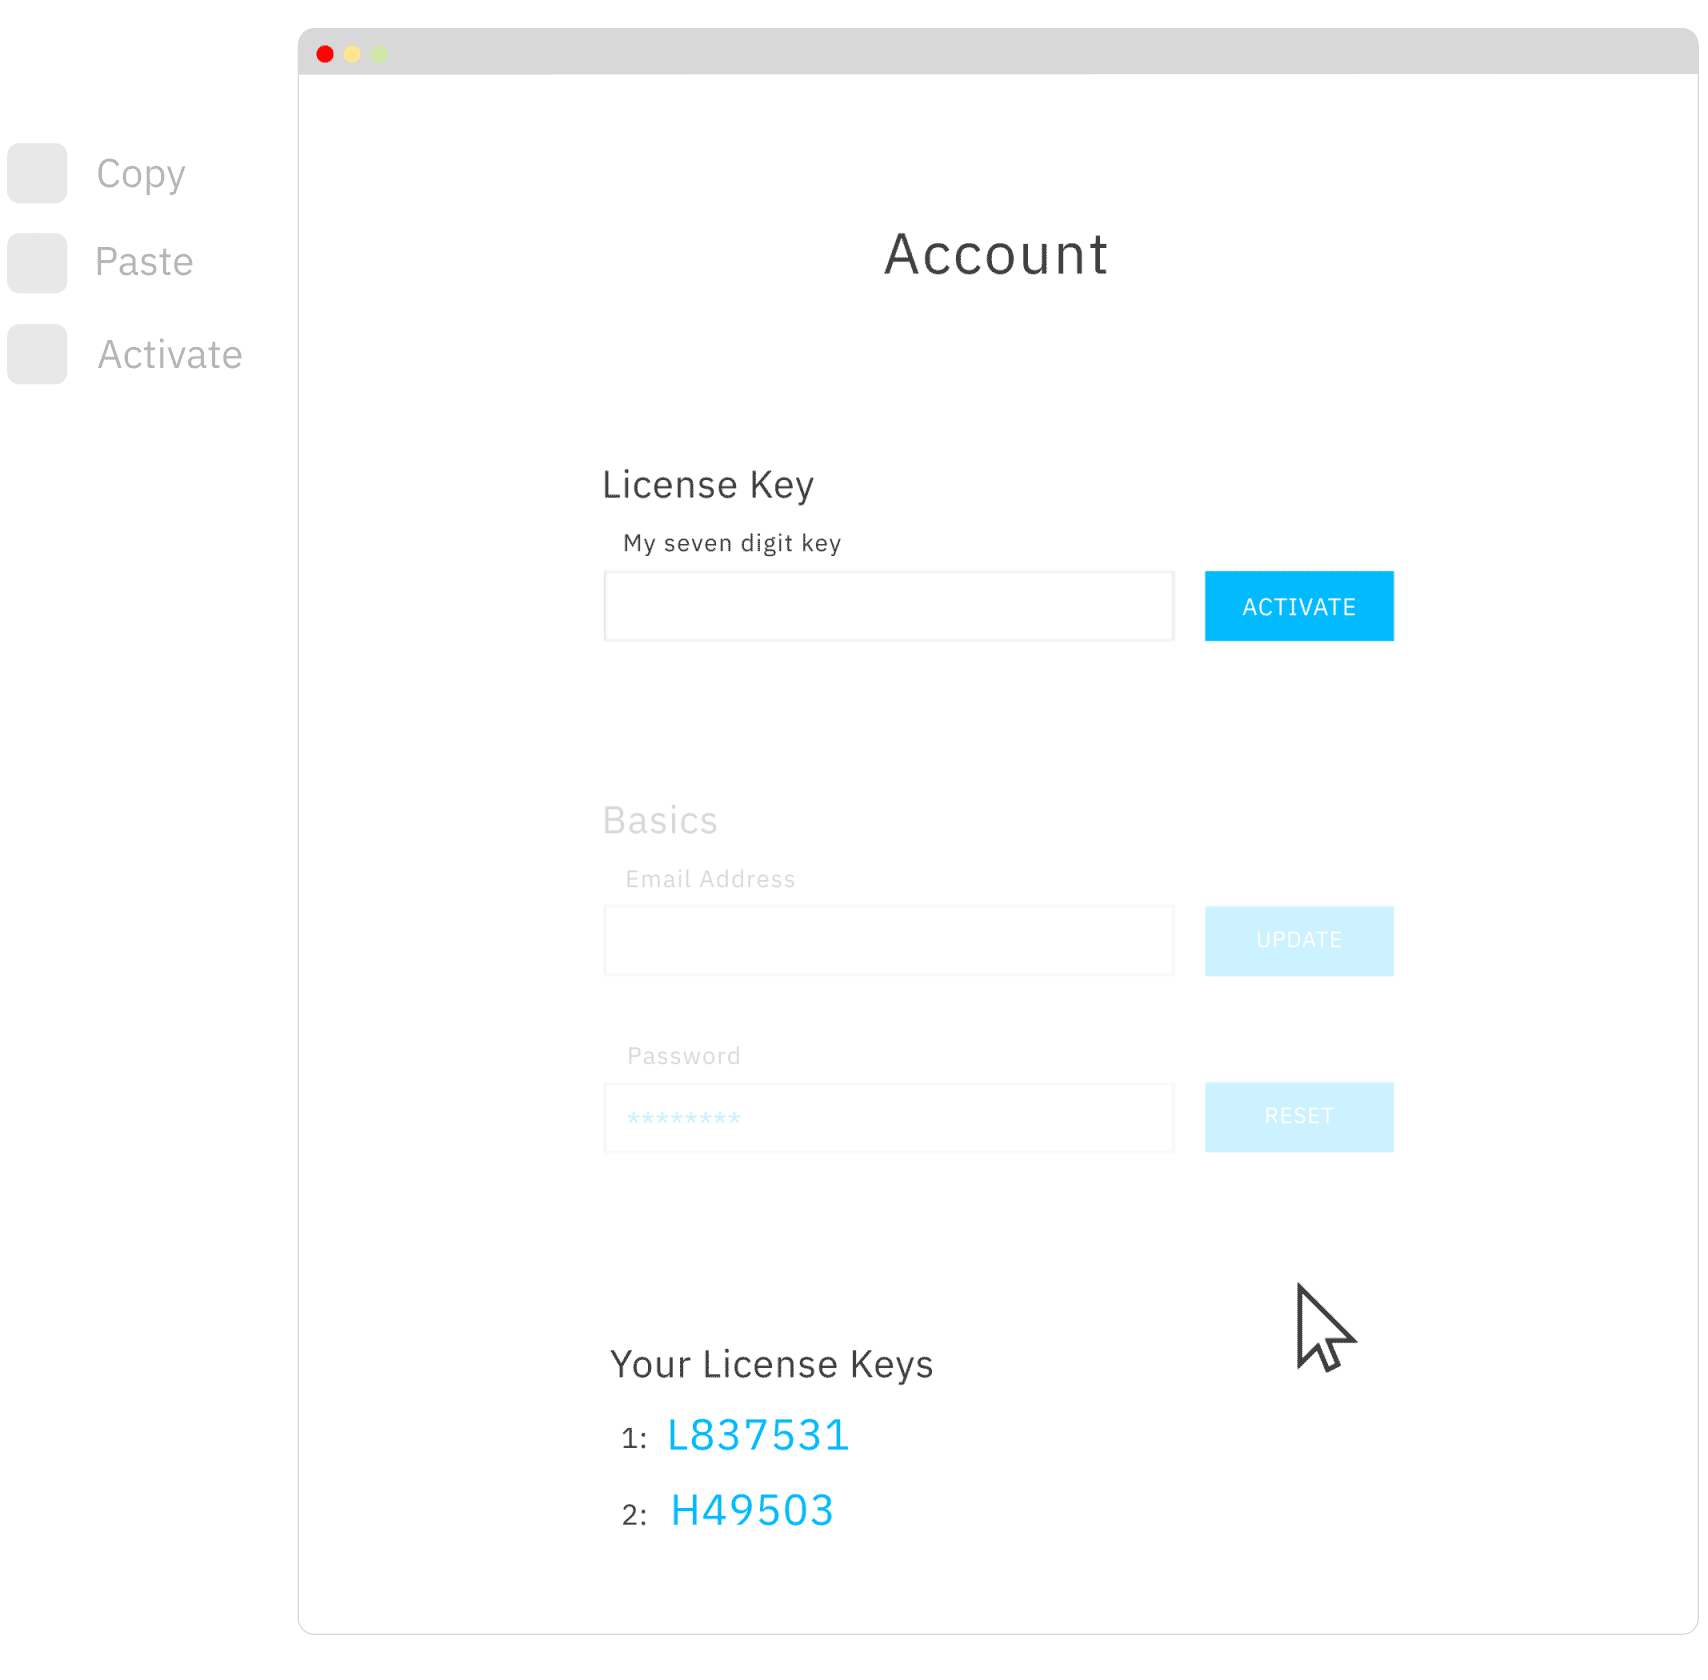 Copy
Paste
Activate
Account
License Key
My seven digit key
ACTIVATE
Basics
Email Address
UPDATE
Password
********
RESET
Your License Keys
1: L837531
2: H49503